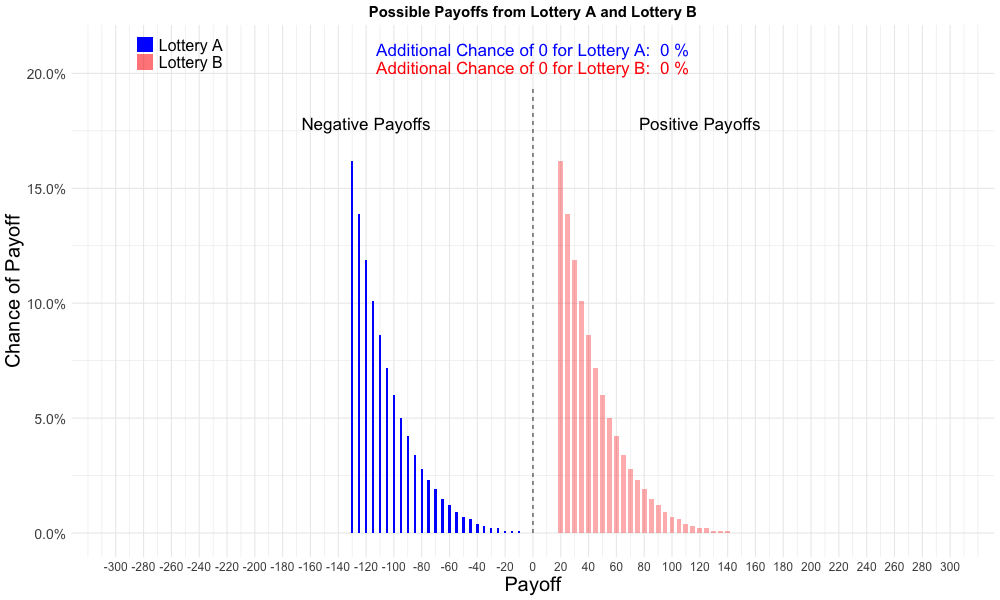 Possible Payoffs from Lottery A and Lottery B
Lottery A
Lottery B
Additional Chance of 0 for Lottery A:  0 %
Additional Chance of 0 for Lottery B:  0 %
Negative Payoffs
Positive Payoffs
Chance of Payoff
20.0%
15.0%
10.0%
5.0%
0.0%
-300 -280 -260 -240 -220 -200 -180 -160 -140 -120 -100 -80 -60 -40 -20 0 20 40 60 80 100 120 140 160 180 200 220 240 260 280 300
Payoff